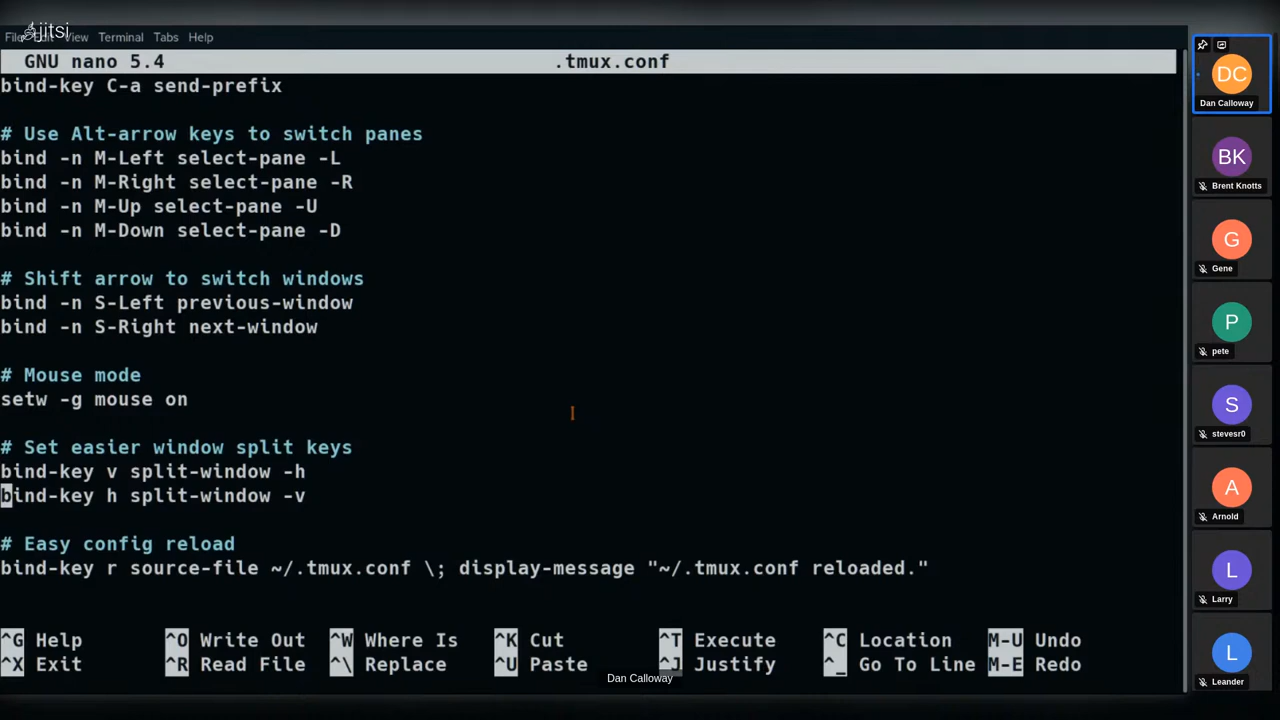 jitsi
File View Terminal Tabs Help
GNU nano 5.4 .tmux.conf
bind-key C-a send-prefix
# Use Alt-arrow keys to switch panes
bind -n M-Left select-pane -L
bind -n M-Right select-pane -R
bind -n M-Up select-pane -U
bind -n M-Down select-pane -D
# Shift arrow to switch windows
bind -n S-Left previous-window
bind -n S-Right next-window
# Mouse mode
setw -g mouse on
# Set easier window split keys
bind-key v split-window -h
bind-key h split-window -v
# Easy config reload
bind-key r source-file ~/.tmux.conf \; display-message "~/.tmux.conf reloaded."
^G Help ^O Write Out ^W Where Is ^K Cut ^T Execute ^C Location M-U Undo
^X Exit ^R Read File ^\ Replace ^U Paste ^J Justify ^_ Go To Line M-E Redo
Dan Calloway
DC
Dan Calloway
BK
Brent Knotts
G
Gene
P
pete
S
stevesr0
A
Arnold
L
Larry
L
Leander